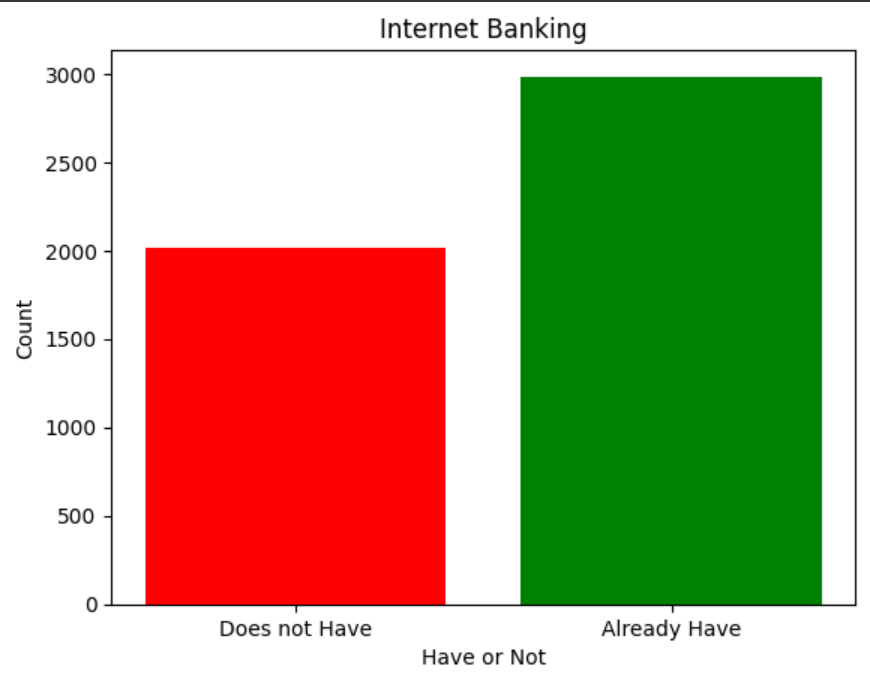 Internet Banking
3000
2500
2000
1500
1000
500
0
Count
Does not Have
Already Have
Have or Not